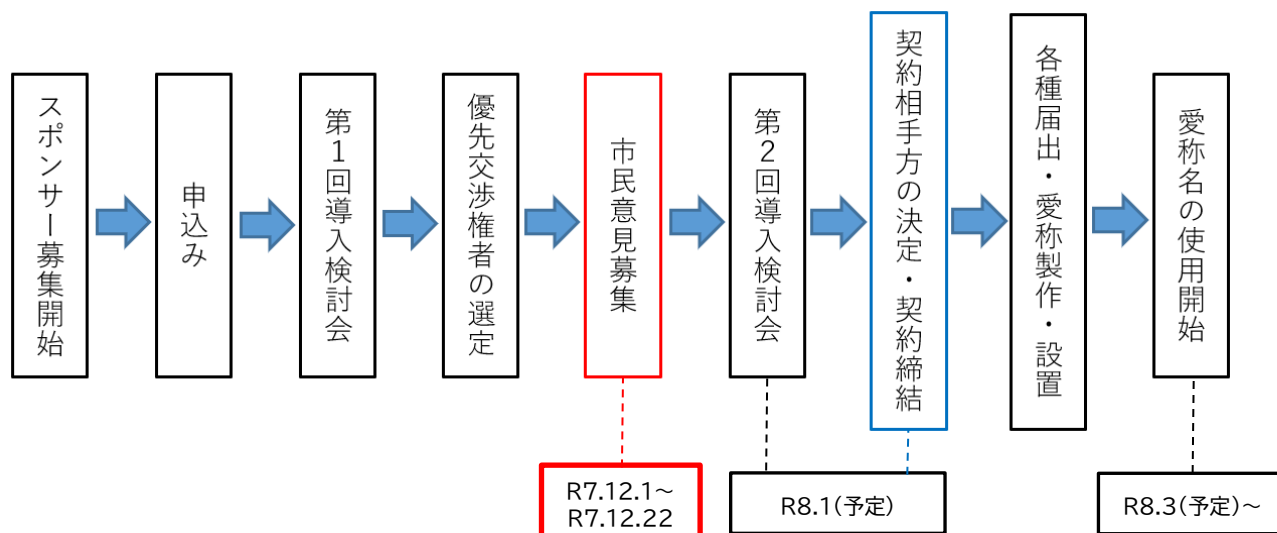 スポンサー募集開始
申込み
第1回導入検討会
優先交渉権者の選定
市民意見募集
第2回導入検討会
契約相手方の決定・契約締結
各種届出・愛称製作・設置
愛称名の使用開始
R7.12.1～
R7.12.22
R8.1(予定)
R8.3(予定)～